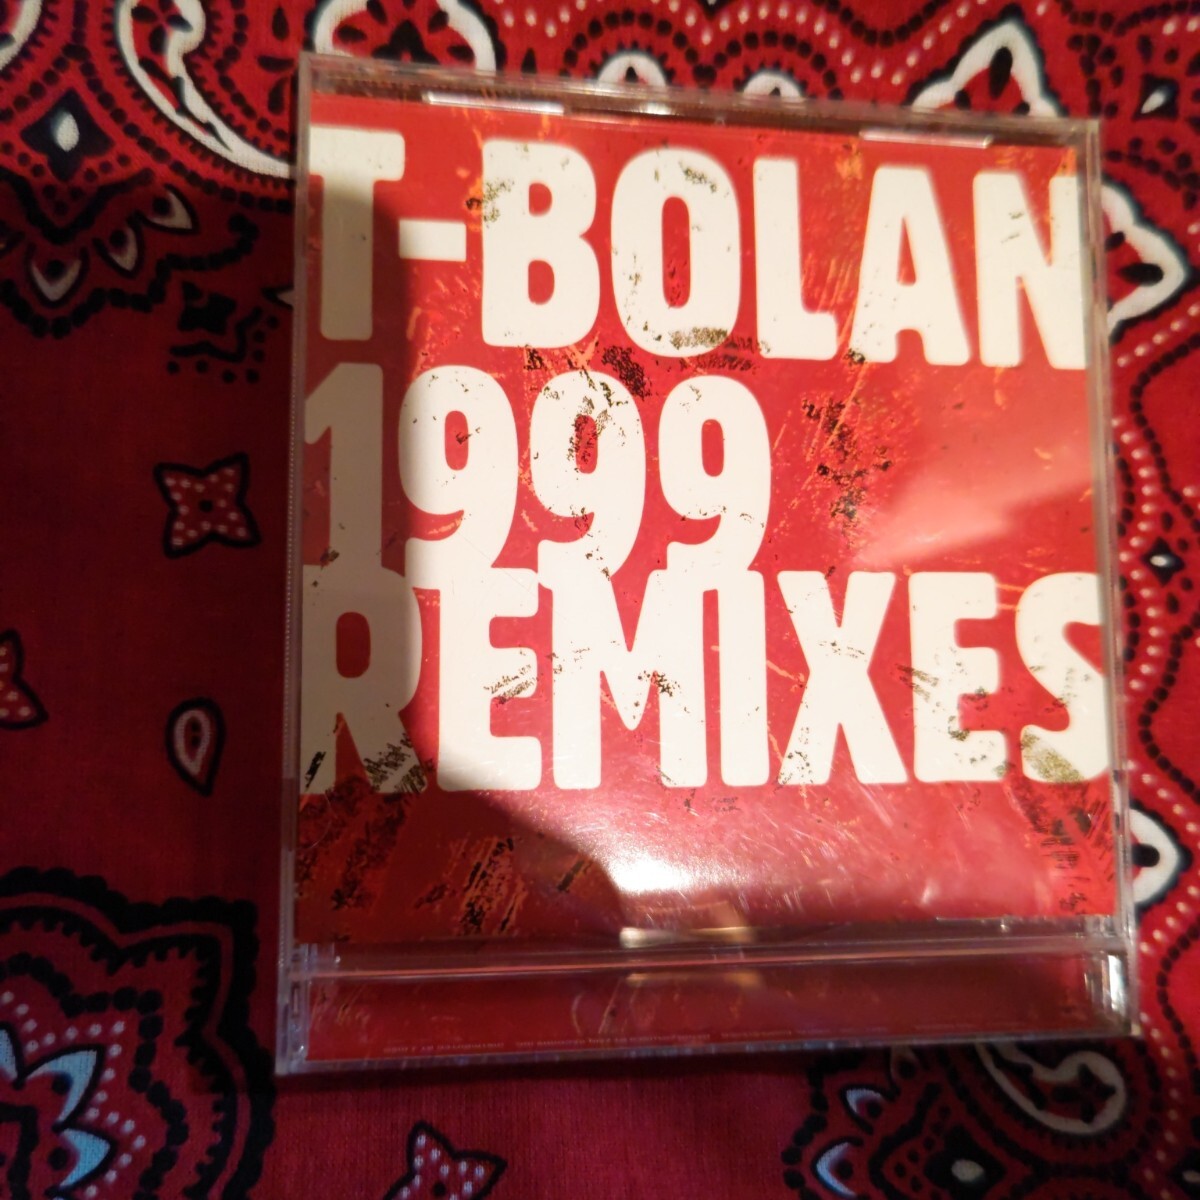 T-BOLAN
1999
REMIXES